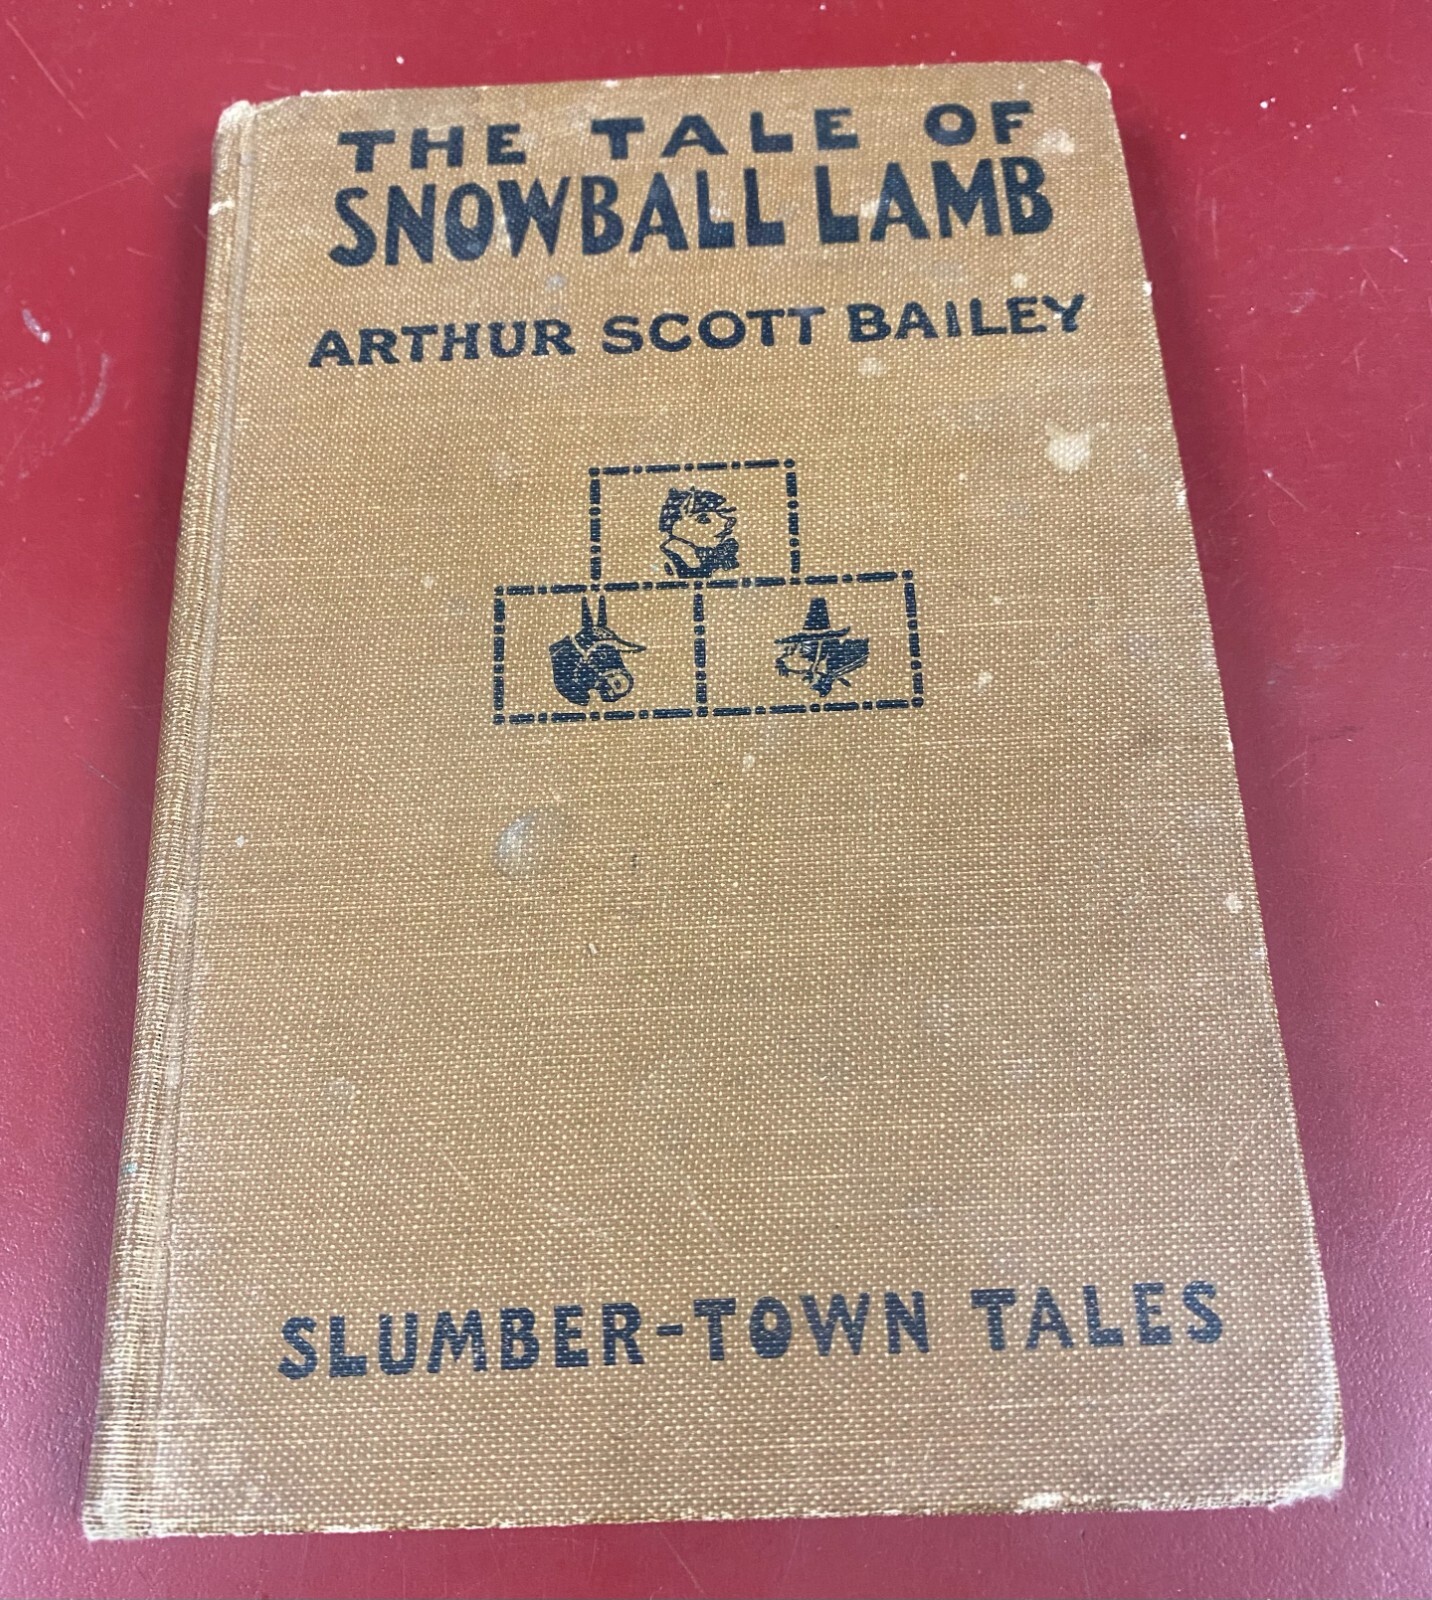 THE TALE OF
SNOWBALL LAMB
ARTHUR SCOTT BAILEY
SLUMBER-TOWN TALES